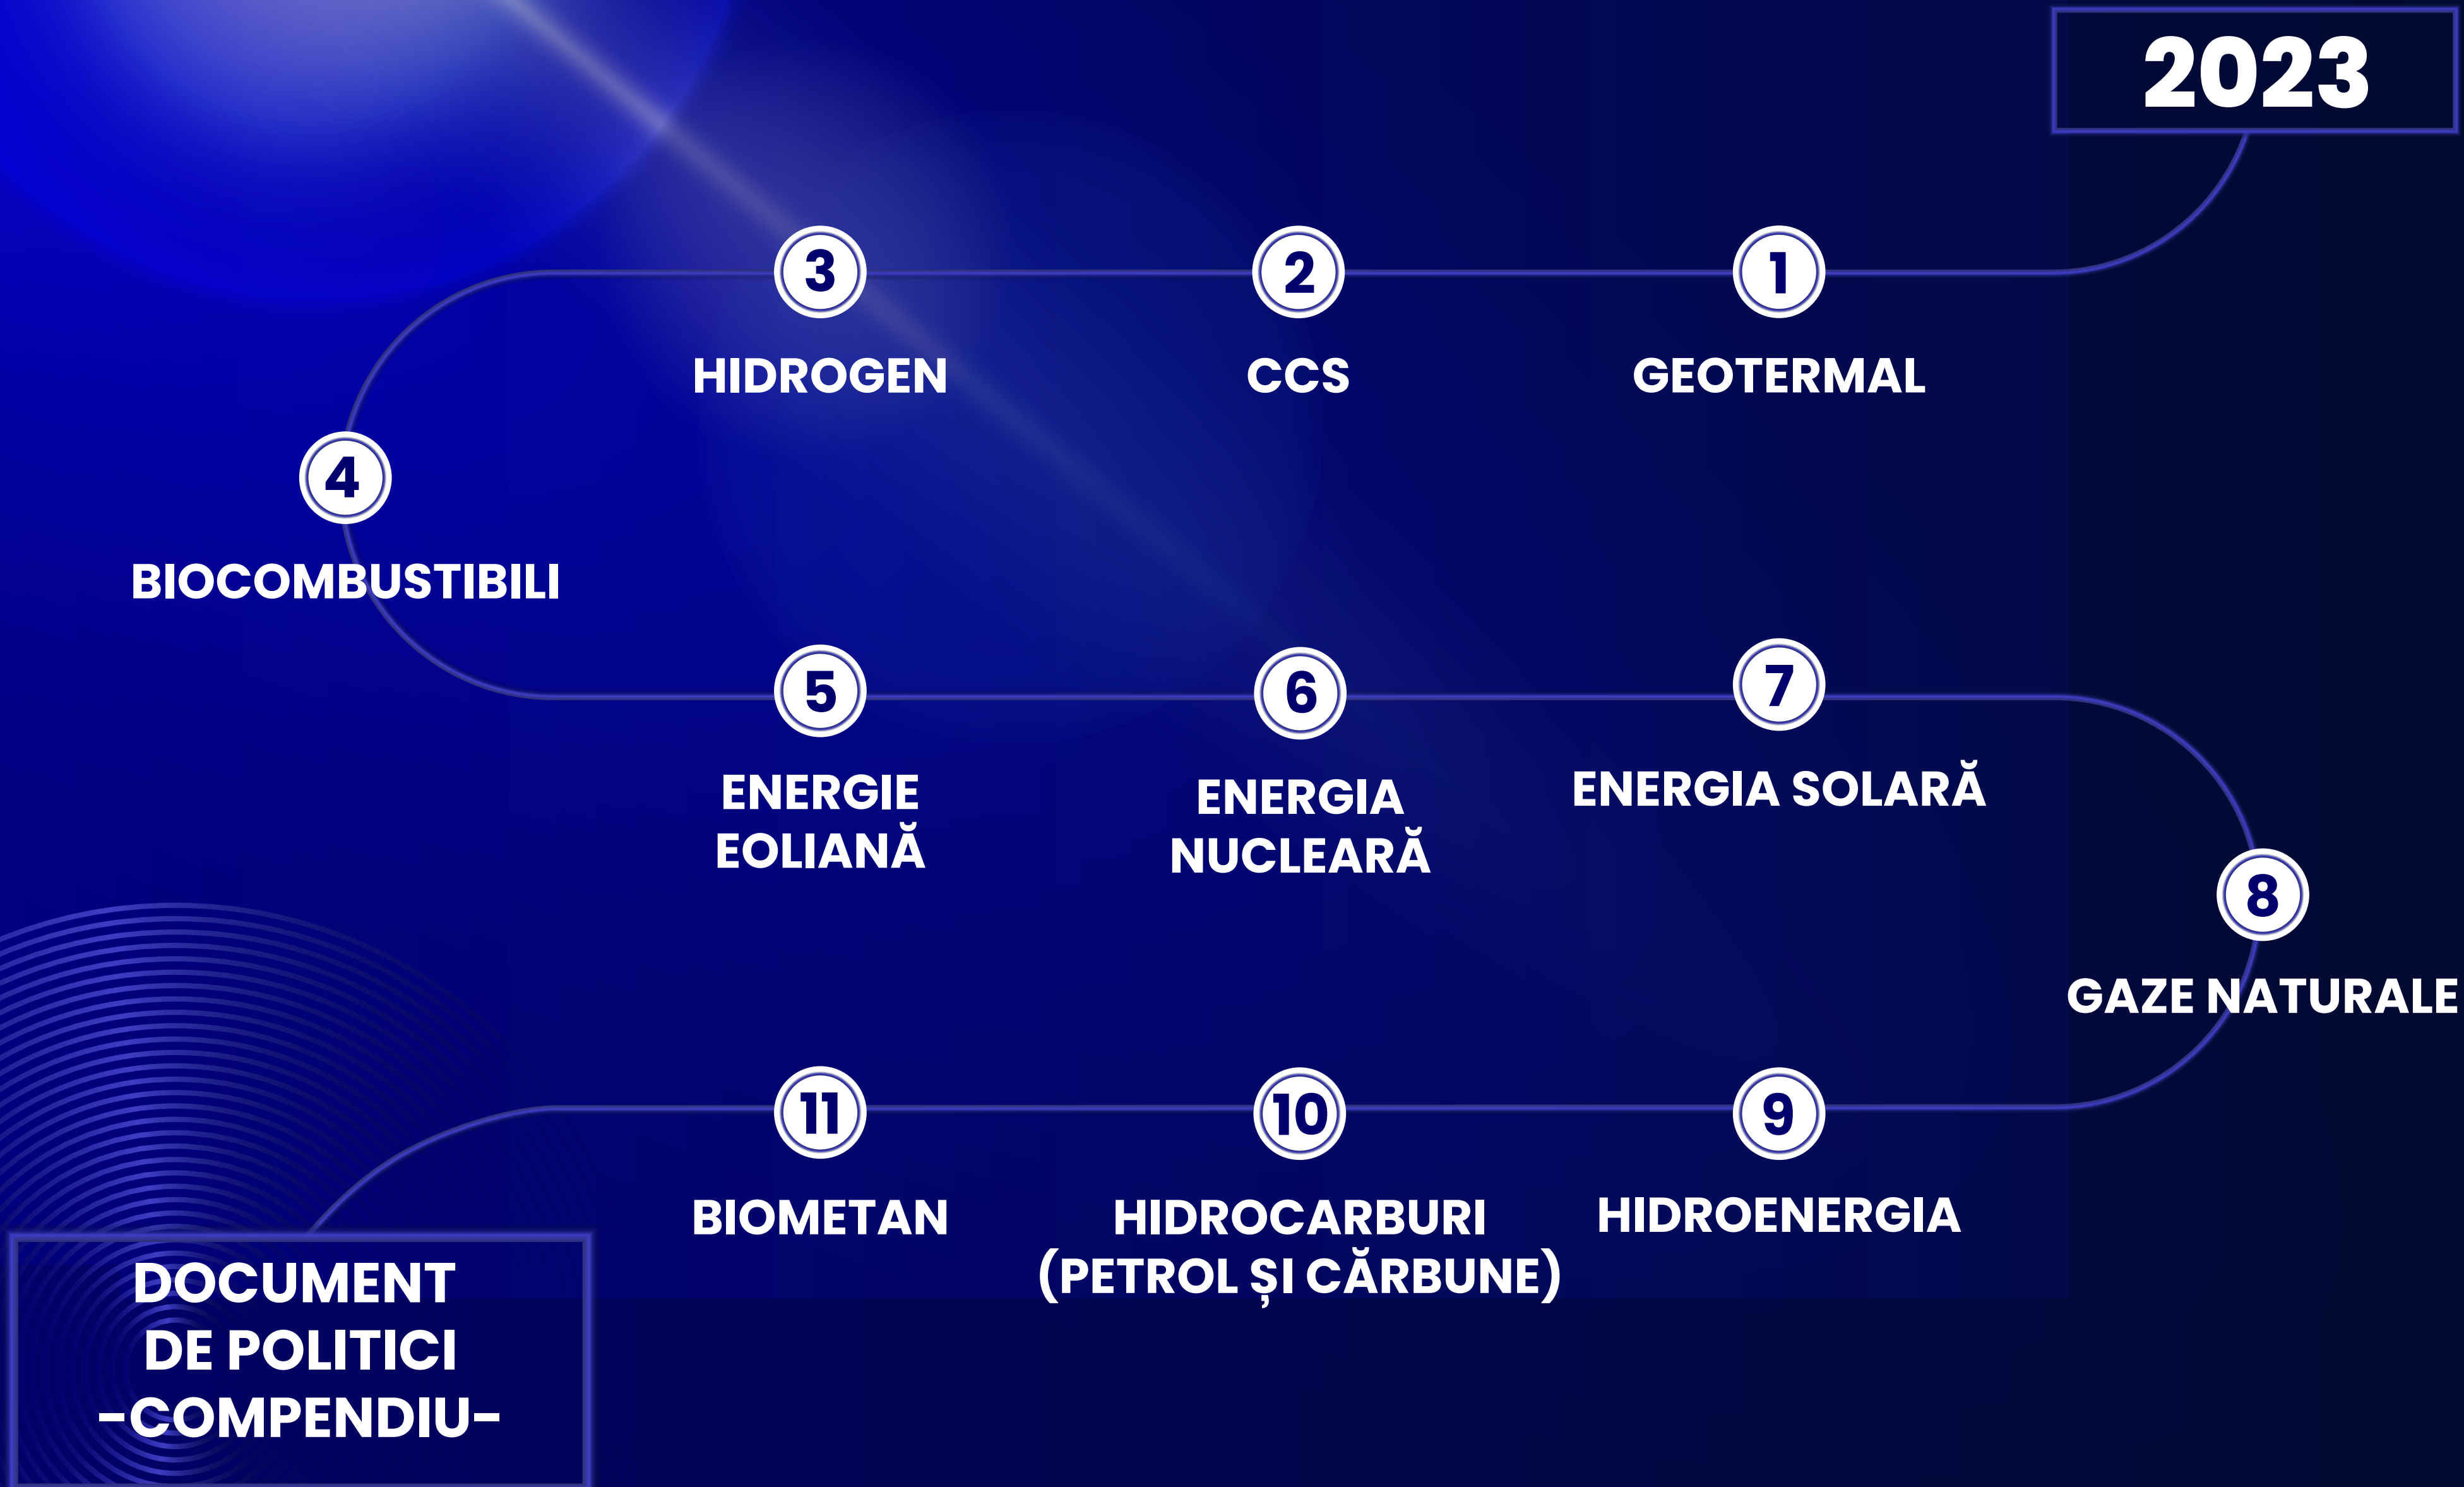 2023
1
GEOTERMAL
2
CCS
3
HIDROGEN
4
BIOCOMBUSTIBILI
5
ENERGIE
EOLIANĂ
6
ENERGIA
NUCLEARĂ
7
ENERGIA SOLARĂ
8
GAZE NATURALE
9
HIDROENERGIA
10
HIDROCARBURI
(PETROL ȘI CĂRBUNE)
11
BIOMETAN
DOCUMENT
DE POLITICI
-COMPENDIU-